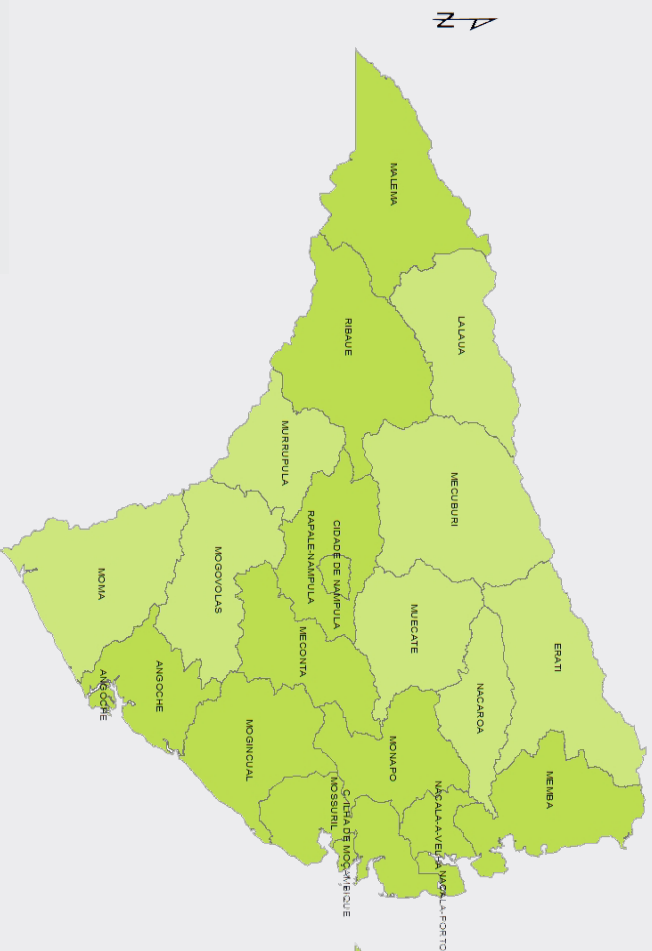 N
MALEMA
LALAUA
RIBAUE
MURRUPULA
MECUBURI
CIDADE DE NAMPULA
RAPALE-NAMPULA
MOGOVOLAS
MOMA
MUECATE
ERATI
MECONTA
NACAROA
ANGOCHE
ANGOCHE
MOGINCUAL
MONAPO
MEMBA
NACALA-A-VELHA
NACALA-PORTO
MOSSURIL
C. ILHA DE MOÇAMBIQUE